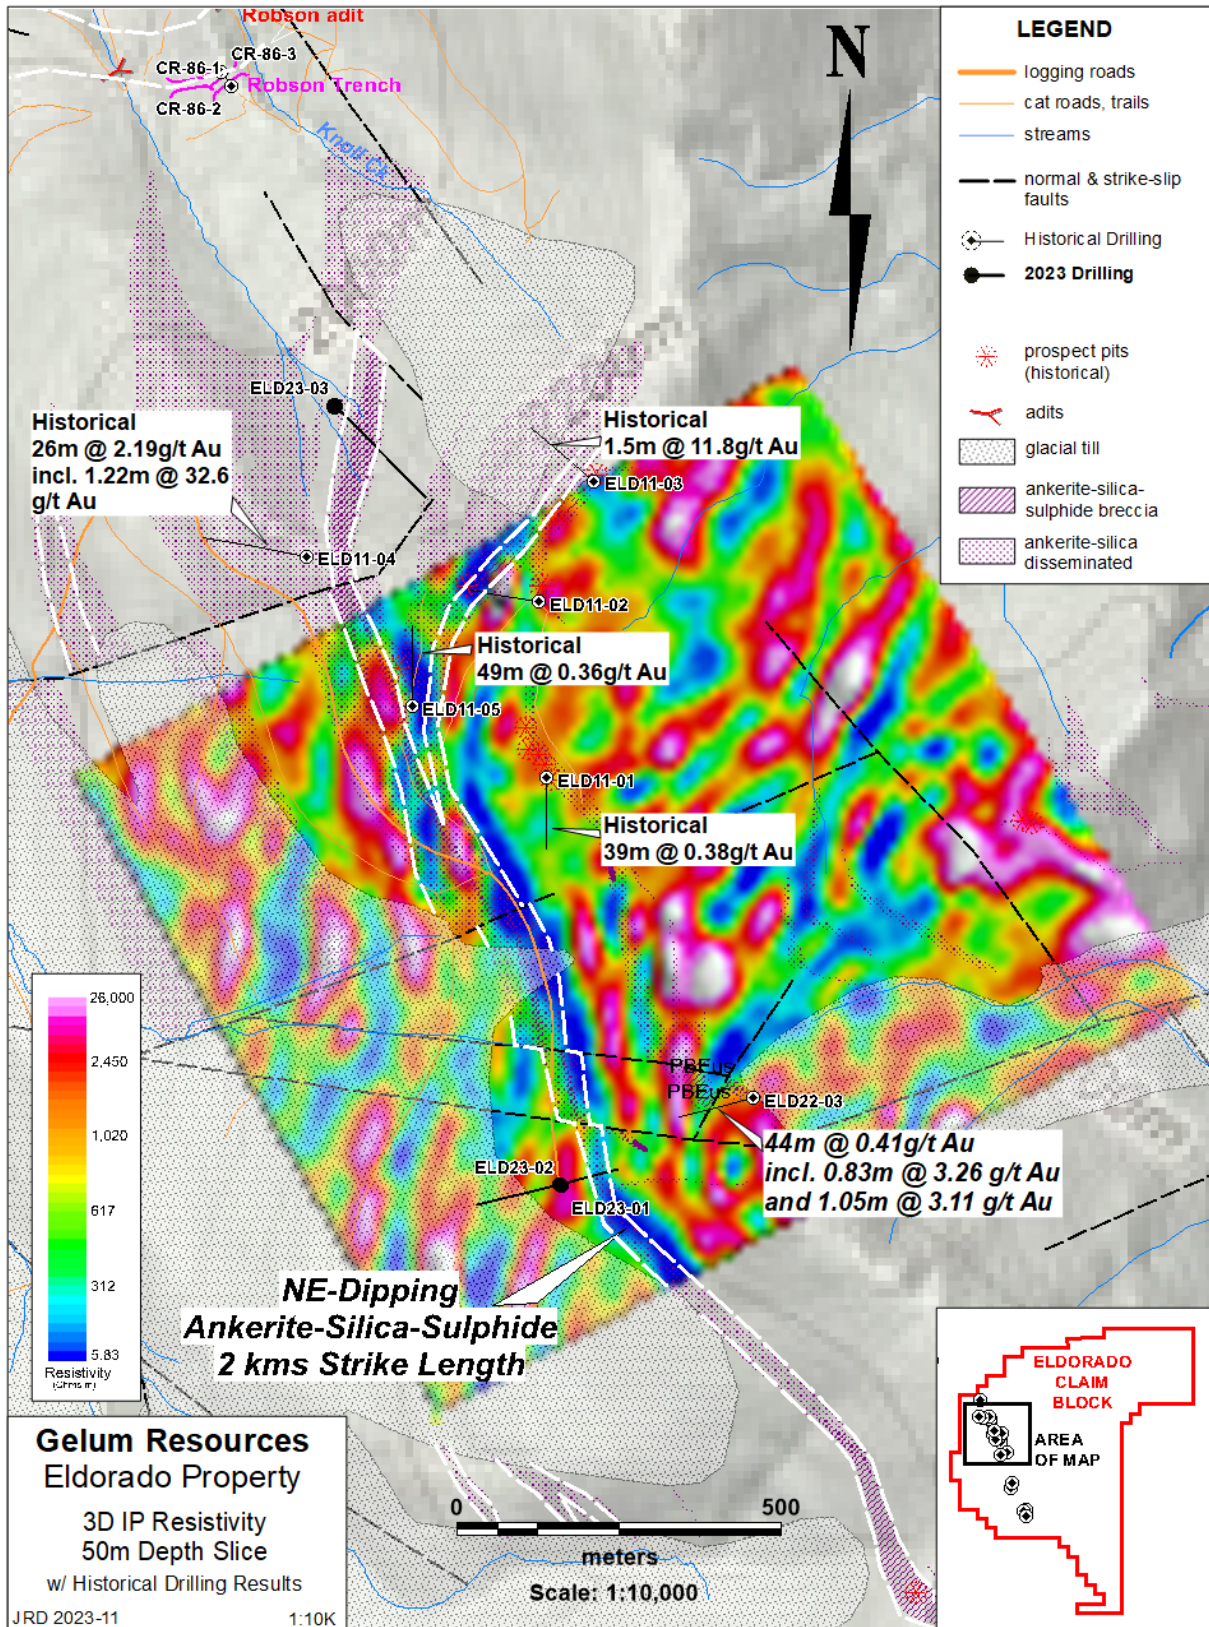 Robson adit
CR-86-3
CR-86-1
Robson Trench
CR-86-2
Knoll Ck
N
LEGEND
logging roads
cat roads, trails
streams
normal & strike-slip
faults
Historical Drilling
2023 Drilling
prospect pits
(historical)
adits
glacial till
ankerite-silica-
sulphide breccia
ankerite-silica
disseminated
ELD23-03
Historical
26m @ 2.19g/t Au
incl. 1.22m @ 32.6
g/t Au
Historical
1.5m @ 11.8g/t Au
ELD11-03
ELD11-04
ELD11-02
Historical
49m @ 0.36g/t Au
ELD11-05
ELD11-01
Historical
39m @ 0.38g/t Au
26,000
2,450
1,020
617
312
5.83
Resistivity
(Ohms m)
PBEus
PBEus
ELD22-03
44m @ 0.41g/t Au
incl. 0.83m @ 3.26 g/t Au
and 1.05m @ 3.11 g/t Au
ELD23-02
ELD23-01
NE-Dipping
Ankerite-Silica-Sulphide
2 kms Strike Length
ELDORADO
CLAIM
BLOCK
AREA
OF MAP
Gelum Resources
Eldorado Property
3D IP Resistivity
50m Depth Slice
w/ Historical Drilling Results
JRD 2023-11 1:10K
0 500
meters
Scale: 1:10,000